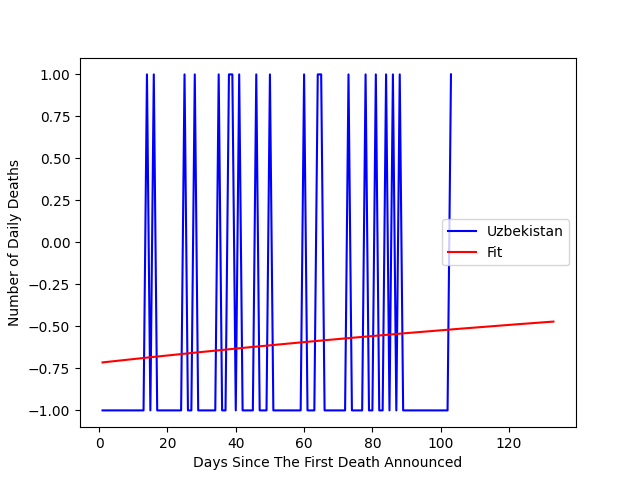 1.00
0.75
0.50
0.25
0.00
−0.25
−0.50
−0.75
−1.00
Number of Daily Deaths
Uzbekistan
Fit
0 20 40 60 80 100 120
Days Since The First Death Announced